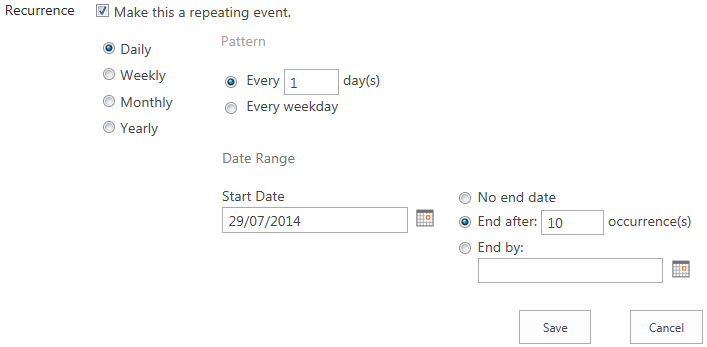 Recurrence Make this a repeating event.
Daily
Weekly
Monthly
Yearly
Pattern
Every 1 day(s)
Every weekday
Date Range
Start Date
29/07/2014
No end date
End after: 10 occurrence(s)
End by:
Save Cancel